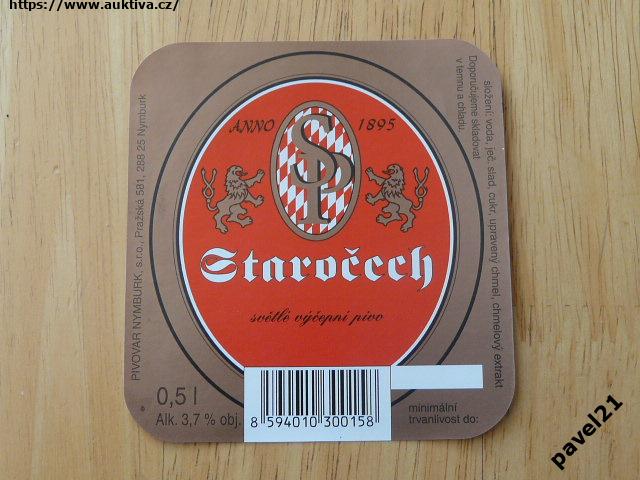 https://www.auktiva.cz/
ANNO 1895
SP
Staročech
světlé výčepní pivo
PIVOVAR NYMBURK, s.r.o., Pražská 581, 288 25 Nymburk
složení: voda, ječ. slad, cukr, upravený chmel, chmelový extrakt
Doporučujeme skladovat
v temnu a chladu.
0,5 l
Alk. 3,7 % obj.
8 594010 300158
minimální
trvanlivost do:
pavel21